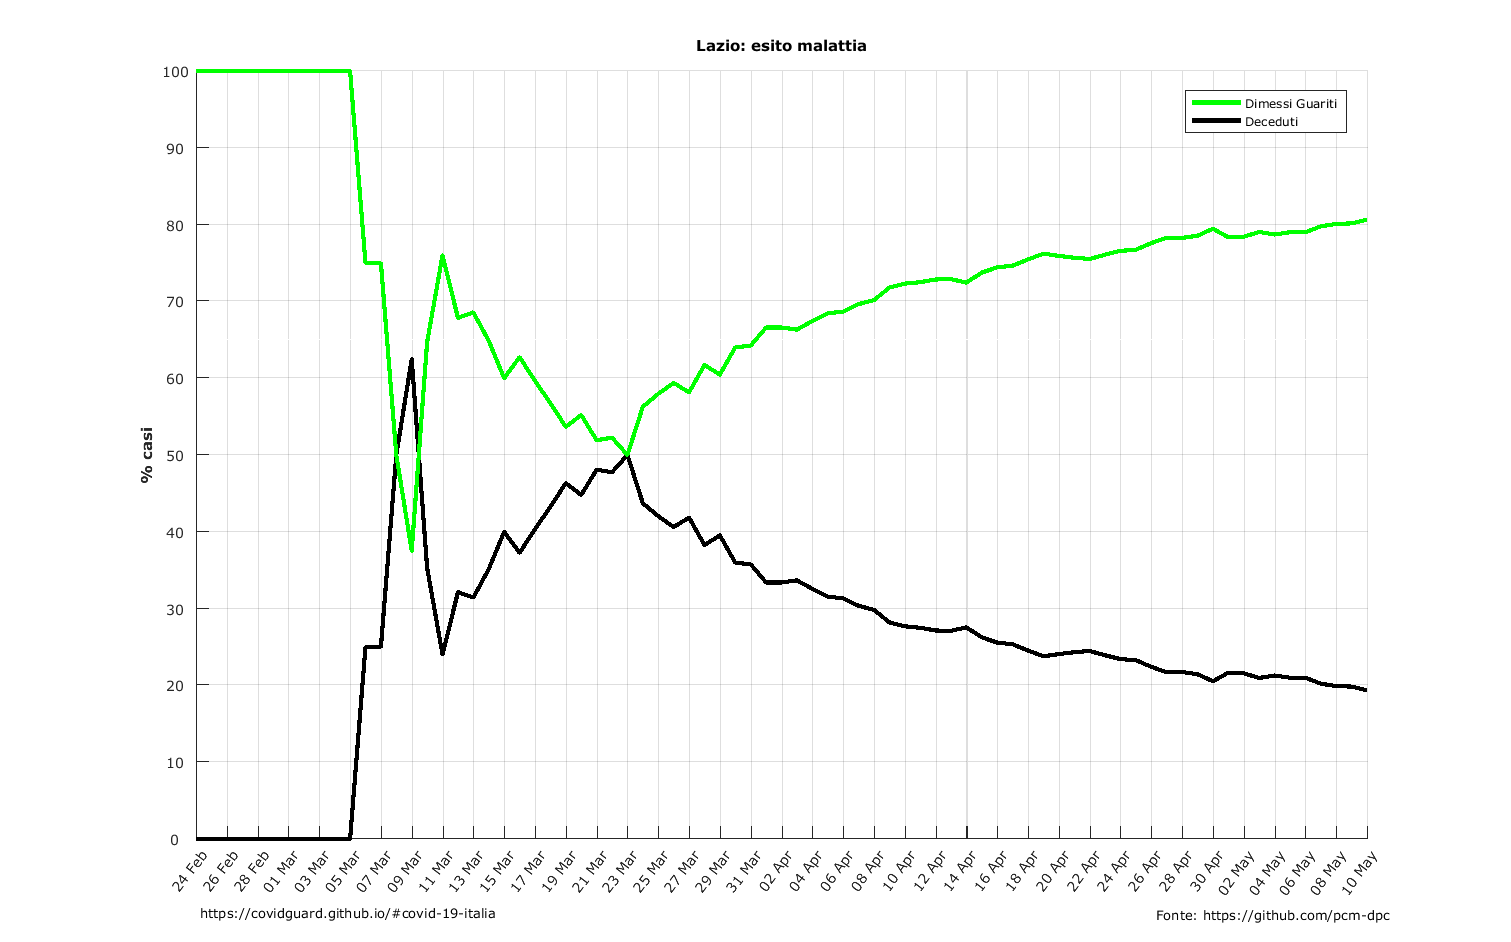 Lazio: esito malattia
100
90
80
70
60
50
40
30
20
10
0
% casi
Dimessi Guariti
Deceduti
24 Feb
26 Feb
28 Feb
01 Mar
03 Mar
05 Mar
07 Mar
09 Mar
11 Mar
13 Mar
15 Mar
17 Mar
19 Mar
21 Mar
23 Mar
25 Mar
27 Mar
29 Mar
31 Mar
02 Apr
04 Apr
06 Apr
08 Apr
10 Apr
12 Apr
14 Apr
16 Apr
18 Apr
20 Apr
22 Apr
24 Apr
26 Apr
28 Apr
30 Apr
02 May
04 May
06 May
08 May
10 May
https://covidguard.github.io/#covid-19-italia
Fonte: https://github.com/pcm-dpc